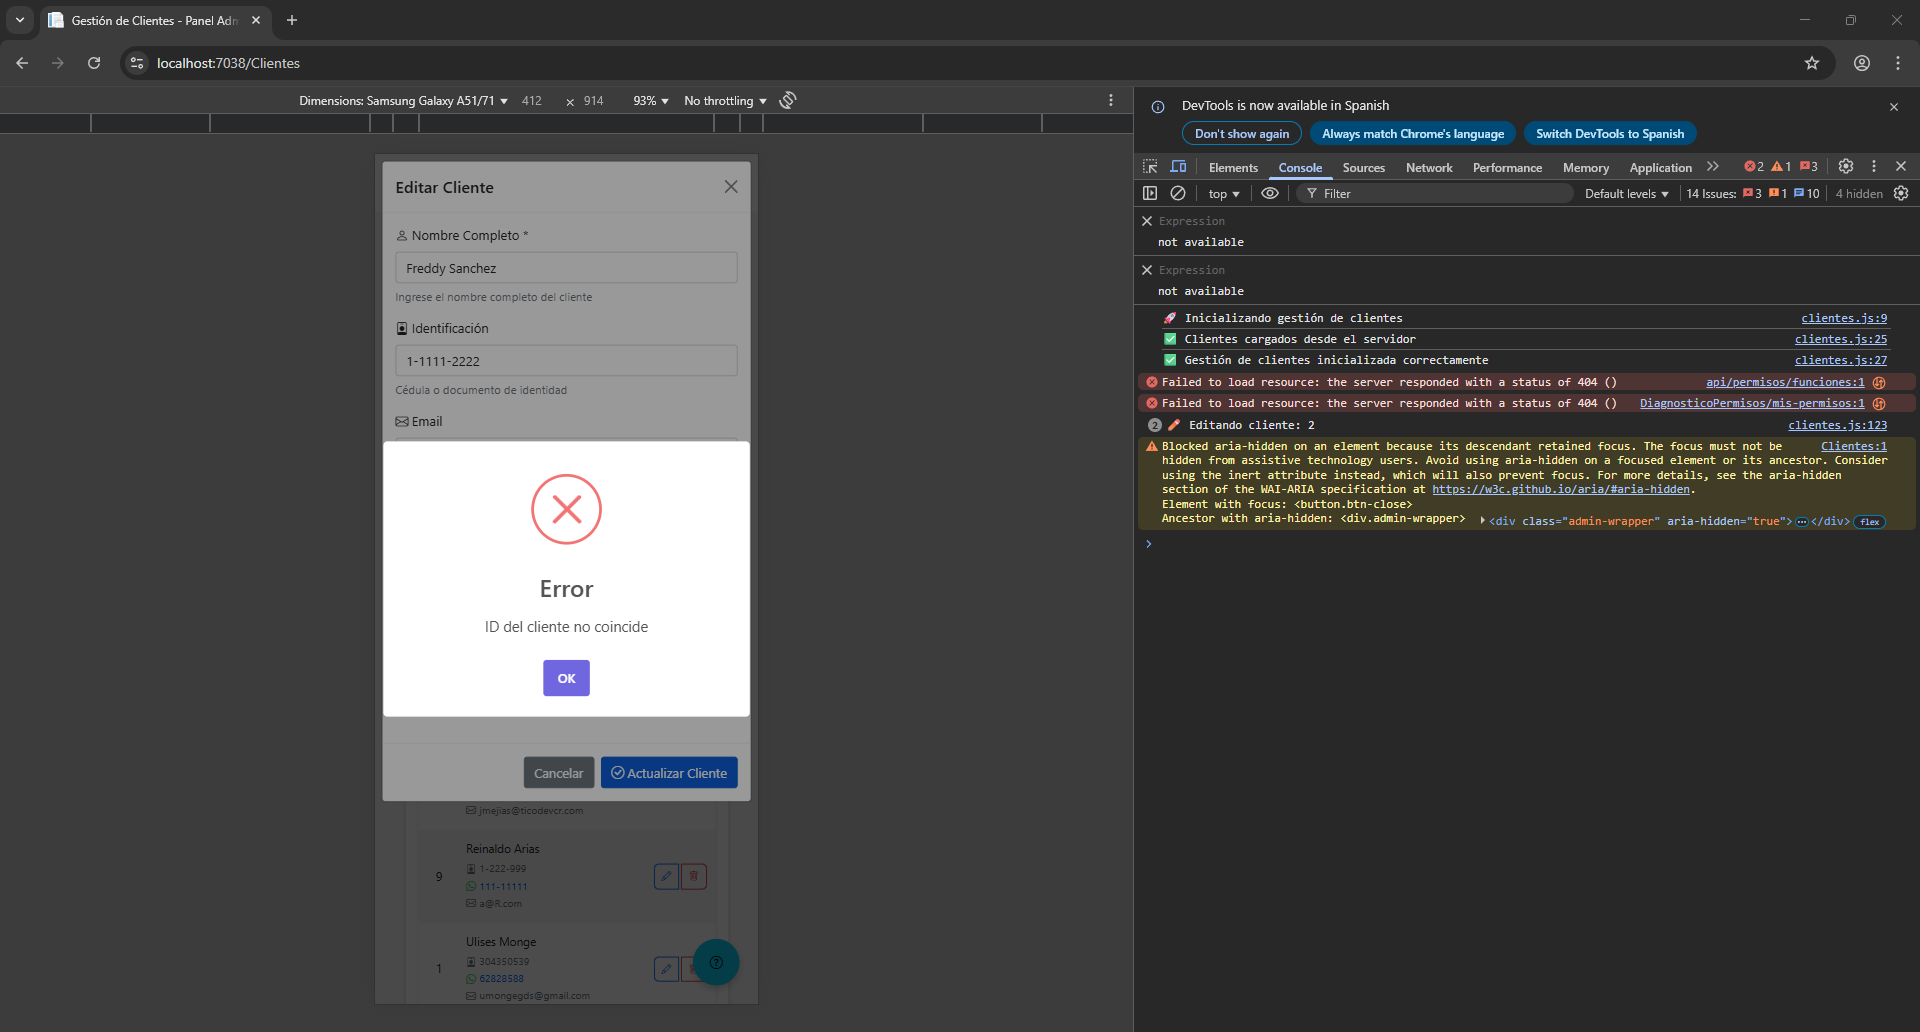 Gestión de Clientes - Panel Adm
localhost:7038/Clientes
Dimensions: Samsung Galaxy A51/71 412 × 914 93% No throttling
Editar Cliente
Nombre Completo *
Freddy Sanchez
Ingrese el nombre completo del cliente
Identificación
1-1111-2222
Cédula o documento de identidad
Email
Error
ID del cliente no coincide
OK
Cancelar
Actualizar Cliente
jmejias@ticodevcr.com
Reinaldo Arias
9
1-222-999
111-11111
a@R.com
Ulises Monge
1
304350539
62828588
umongegds@gmail.com
DevTools is now available in Spanish
Don't show again
Always match Chrome's language
Switch DevTools to Spanish
Elements Console Sources Network Performance Memory Application 2 1 3
top Filter Default levels 14 Issues: 3 1 10 4 hidden
Expression
not available
Expression
not available
Inicializando gestión de clientes clientes.js:9
Clientes cargados desde el servidor clientes.js:25
Gestión de clientes inicializada correctamente clientes.js:27
Failed to load resource: the server responded with a status of 404 () api/permisos/funciones:1
Failed to load resource: the server responded with a status of 404 () DiagnosticoPermisos/mis-permisos:1
2 Editando cliente: 2 clientes.js:123
Blocked aria-hidden on an element because its descendant retained focus. The focus must not be Clientes:1
hidden from assistive technology users. Avoid using aria-hidden on a focused element or its ancestor. Consider
using the inert attribute instead, which will also prevent focus. For more details, see the aria-hidden
section of the WAI-ARIA specification at https://w3c.github.io/aria/#aria-hidden.
Element with focus: <button.btn-close>
Ancestor with aria-hidden: <div.admin-wrapper> <div class="admin-wrapper" aria-hidden="true">…</div> flex